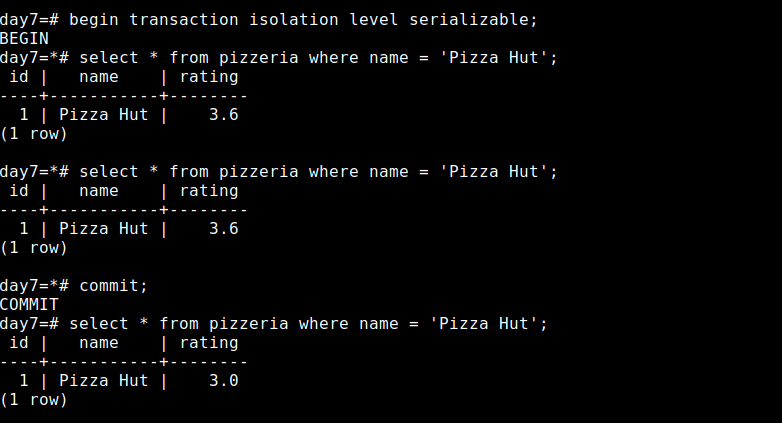 day7=# begin transaction isolation level serializable;
BEGIN
day7=*# select * from pizzeria where name = 'Pizza Hut';
 id |   name    | rating
----+-----------+--------
  1 | Pizza Hut |    3.6
(1 row)

day7=*# select * from pizzeria where name = 'Pizza Hut';
 id |   name    | rating
----+-----------+--------
  1 | Pizza Hut |    3.6
(1 row)

day7=*# commit;
COMMIT
day7=# select * from pizzeria where name = 'Pizza Hut';
 id |   name    | rating
----+-----------+--------
  1 | Pizza Hut |    3.0
(1 row)